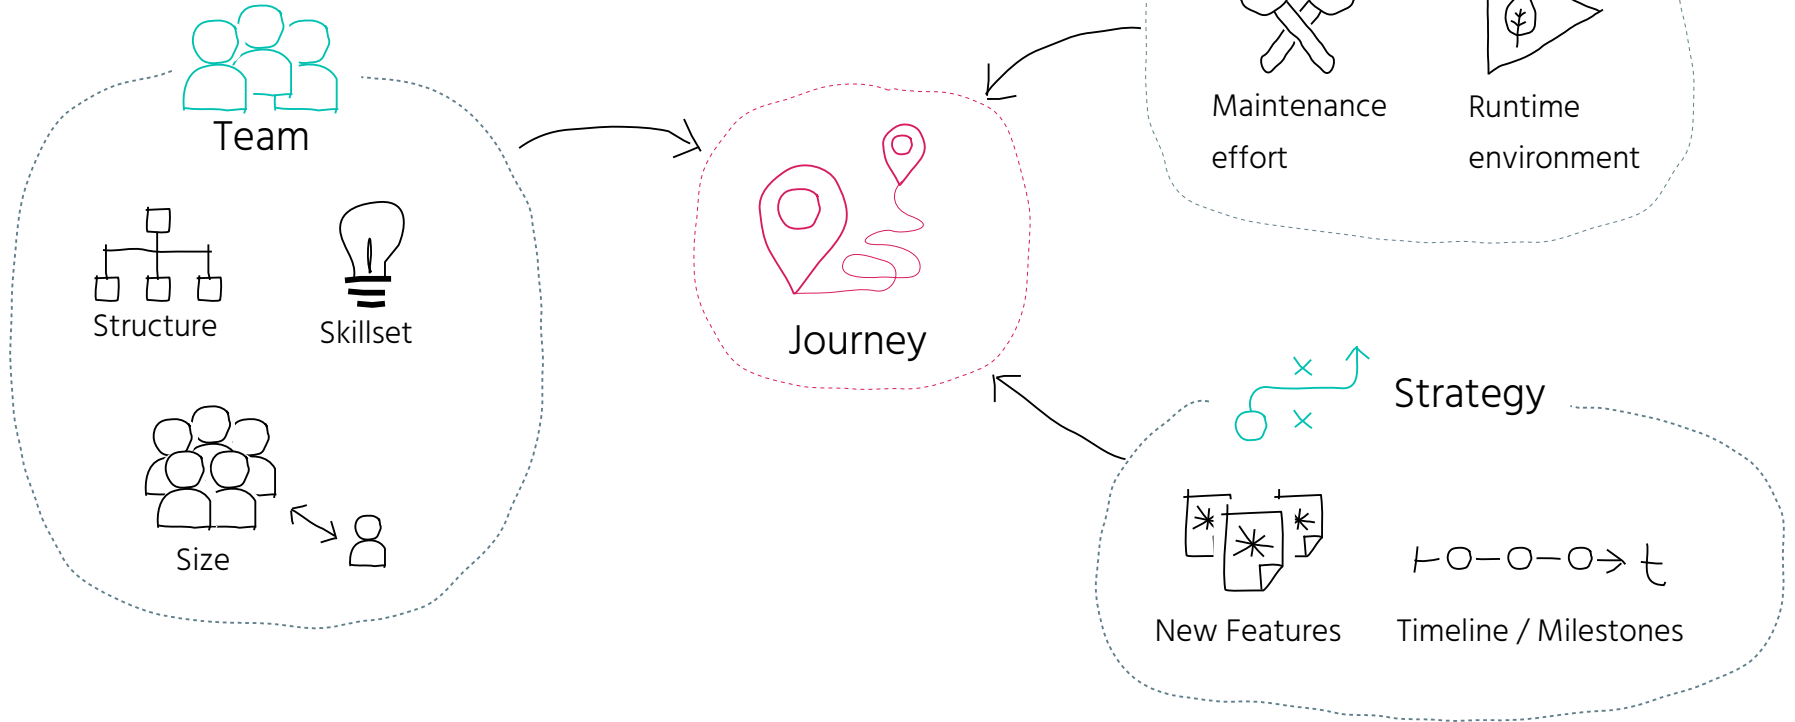 Team
Structure
Skillset
Size
Journey
Maintenance
effort
Runtime
environment
Strategy
t
New Features
Timeline / Milestones